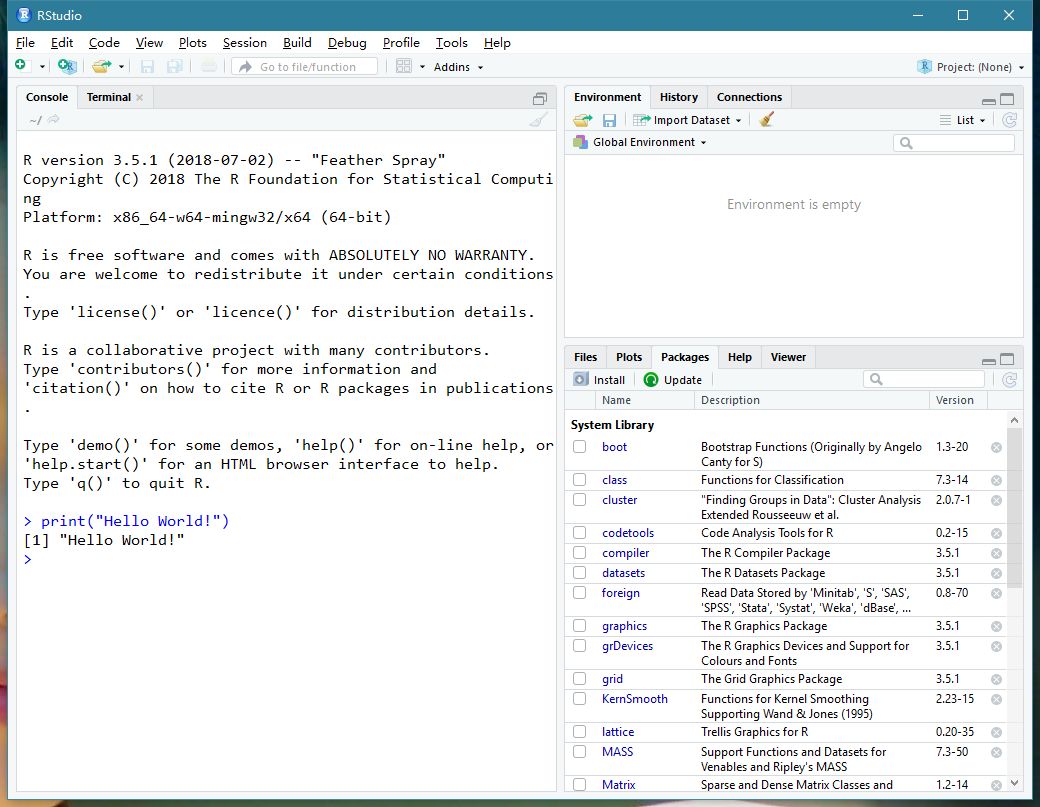 RStudio
File Edit Code View Plots Session Build Debug Profile Tools Help
Go to file/function Addins Project: (None)
Console Terminal
~/
R version 3.5.1 (2018-07-02) -- "Feather Spray"
Copyright (C) 2018 The R Foundation for Statistical Computi
ng
Platform: x86_64-w64-mingw32/x64 (64-bit)
R is free software and comes with ABSOLUTELY NO WARRANTY.
You are welcome to redistribute it under certain conditions
.
Type 'license()' or 'licence()' for distribution details.
R is a collaborative project with many contributors.
Type 'contributors()' for more information and
'citation()' on how to cite R or R packages in publications
.
Type 'demo()' for some demos, 'help()' for on-line help, or
'help.start()' for an HTML browser interface to help.
Type 'q()' to quit R.
> print("Hello World!")
[1] "Hello World!"
>
Environment History Connections
Import Dataset List
Global Environment
Environment is empty
Files Plots Packages Help Viewer
Install Update
Name Description Version
System Library
boot Bootstrap Functions (Originally by Angelo 1.3-20
Canty for S)
class Functions for Classification 7.3-14
cluster "Finding Groups in Data": Cluster Analysis 2.0.7-1
Extended Rousseeuw et al.
codetools Code Analysis Tools for R 0.2-15
compiler The R Compiler Package 3.5.1
datasets The R Datasets Package 3.5.1
foreign Read Data Stored by 'Minitab', 'S', 'SAS', 0.8-70
'SPSS', 'Stata', 'Systat', 'Weka', 'dBase', ...
graphics The R Graphics Package 3.5.1
grDevices The R Graphics Devices and Support for 3.5.1
Colours and Fonts
grid The Grid Graphics Package 3.5.1
KernSmooth Functions for Kernel Smoothing 2.23-15
Supporting Wand & Jones (1995)
lattice Trellis Graphics for R 0.20-35
MASS Support Functions and Datasets for 7.3-50
Venables and Ripley's MASS
Matrix Sparse and Dense Matrix Classes and 1.2-14